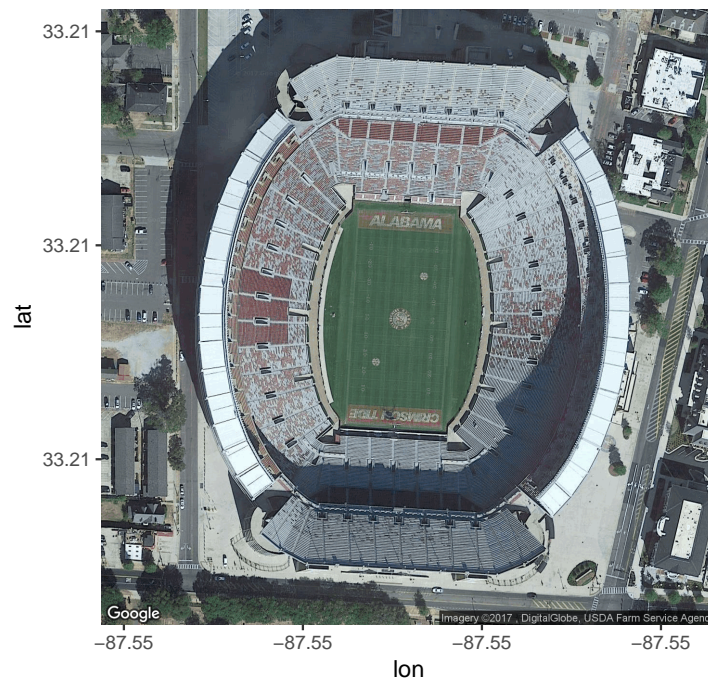 33.21
ALABAMA
33.21
lat
CRIMSON TIDE
33.21
Google
Imagery ©2017 , DigitalGlobe, USDA Farm Service Agenc
−87.55
−87.55
−87.55
−87.55
lon